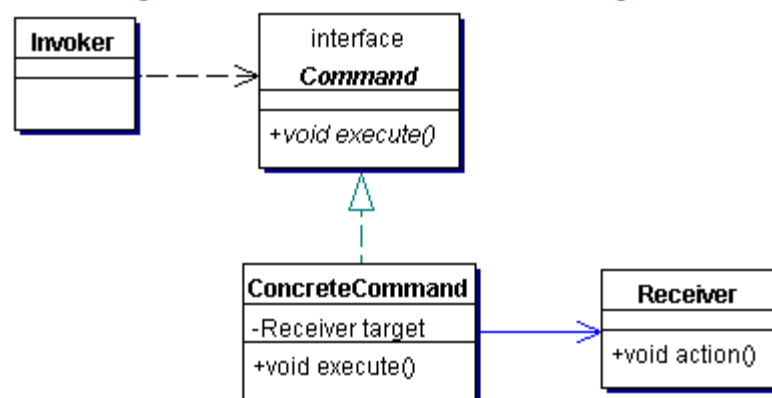 Invoker
interface
Command
+void execute()
ConcreteCommand
-Receiver target
+void execute()
Receiver
+void action()